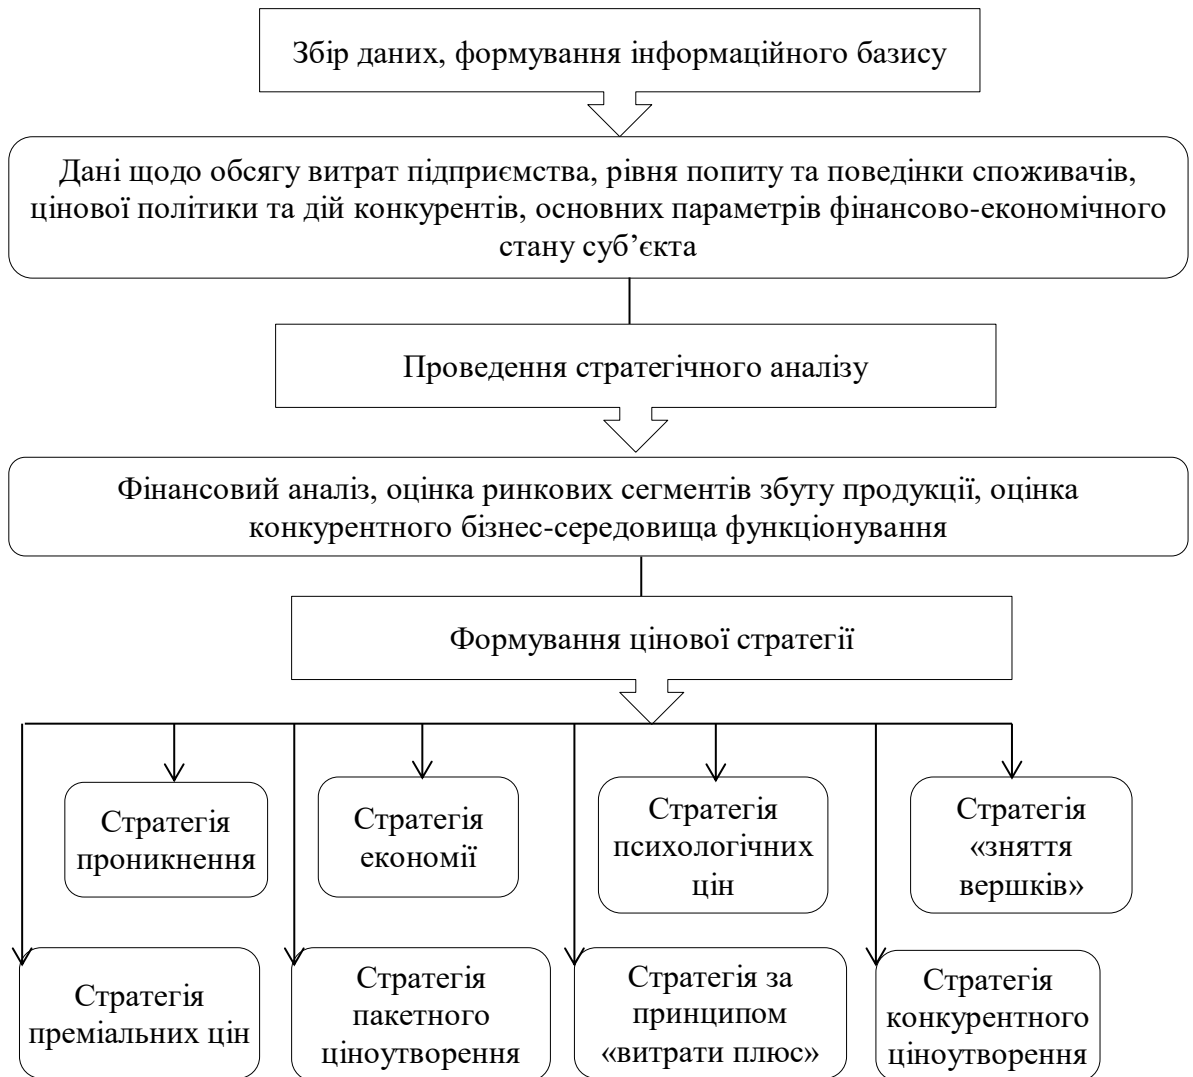 Збір даних, формування інформаційного базису
Дані щодо обсягу витрат підприємства, рівня попиту та поведінки споживачів,
цінової політики та дій конкурентів, основних параметрів фінансово-економічного
стану суб’єкта
Проведення стратегічного аналізу
Фінансовий аналіз, оцінка ринкових сегментів збуту продукції, оцінка
конкурентного бізнес-середовища функціонування
Формування цінової стратегії
Стратегія
проникнення
Стратегія
економії
Стратегія
психологічних
цін
Стратегія
«зняття
вершків»
Стратегія
преміальних цін
Стратегія
пакетного
ціноутворення
Стратегія за
принципом
«витрати плюс»
Стратегія
конкурентного
ціноутворення